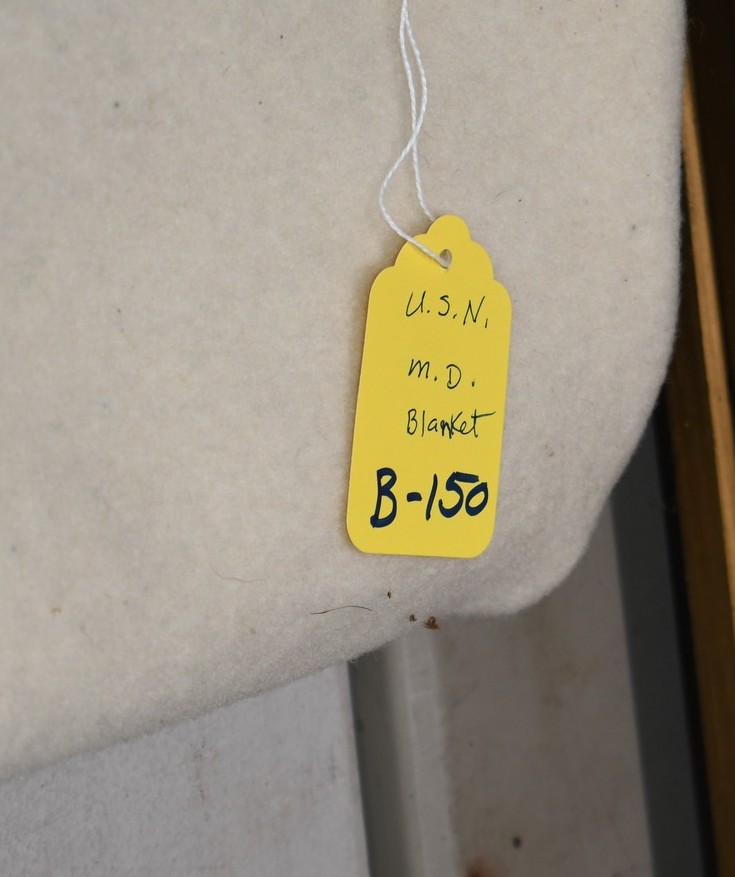 U.S.N.
M.D.
Blanket
B-150